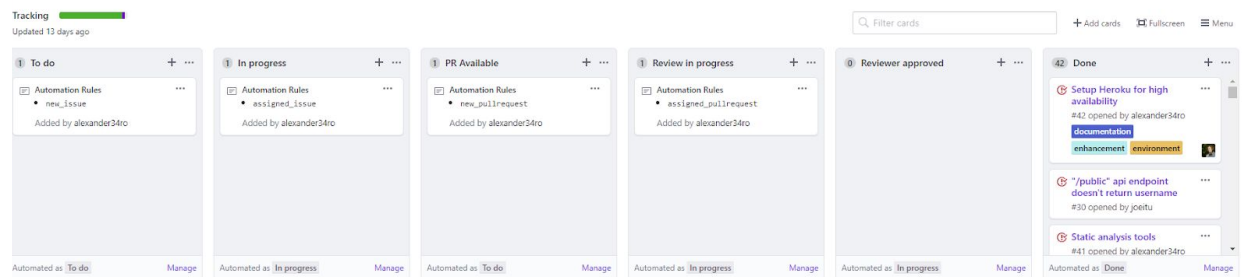 Tracking
Updated 13 days ago
Filter cards
+ Add cards
Fullscreen
Menu
1 To do
Automation Rules
• new_issue
Added by alexander34ro
Automated as To do
Manage
1 In progress
Automation Rules
• assigned_issue
Added by alexander34ro
Automated as In progress
Manage
1 PR Available
Automation Rules
• new_pullrequest
Added by alexander34ro
Automated as To do
Manage
1 Review in progress
Automation Rules
• assigned_pullrequest
Added by alexander34ro
Automated as In progress
Manage
0 Reviewer approved
Automated as In progress
Manage
42 Done
Setup Heroku for high
availability
#42 opened by alexander34ro
documentation
enhancement environment
"/public" api endpoint
doesn't return username
#30 opened by joeitu
Static analysis tools
#41 opened by alexander34ro
Automated as Done
Manage